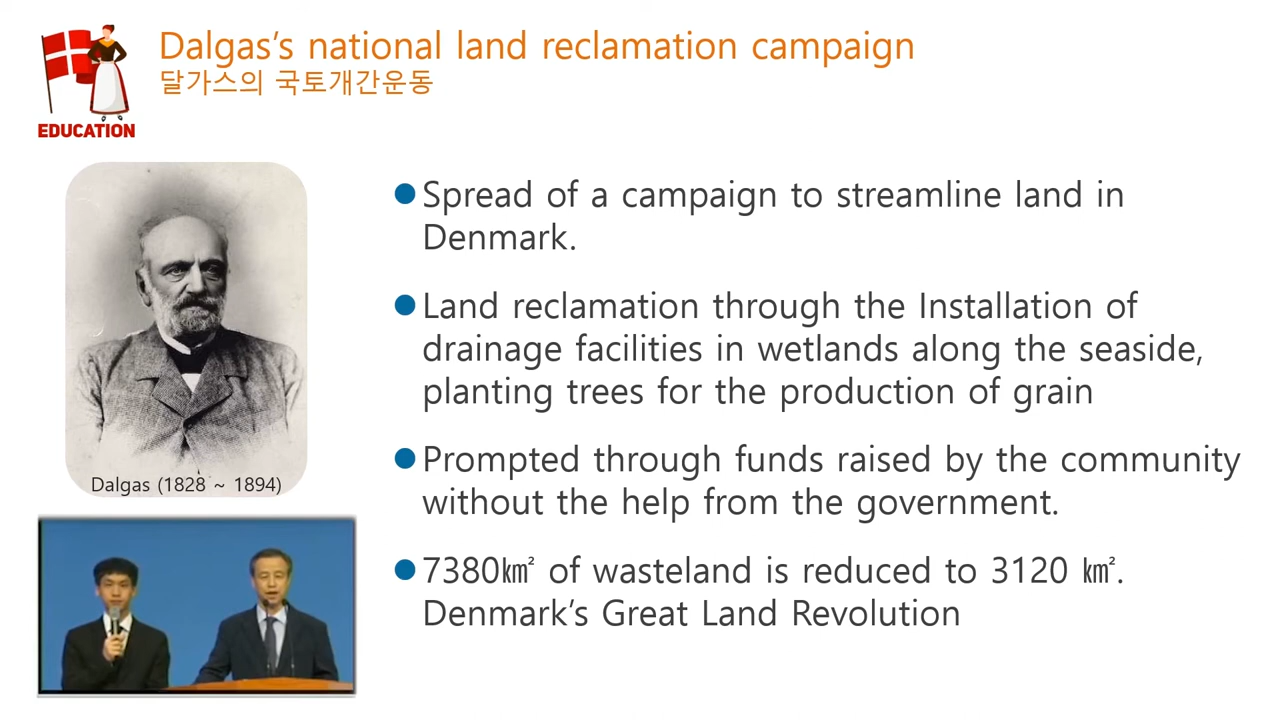 Dalgas's national land reclamation campaign
달가스의 국토개간운동
EDUCATION
Dalgas (1828 ~ 1894)
Spread of a campaign to streamline land in
Denmark.
Land reclamation through the Installation of
drainage facilities in wetlands along the seaside,
planting trees for the production of grain
Prompted through funds raised by the community
without the help from the government.
7380㎢ of wasteland is reduced to 3120 ㎢.
Denmark's Great Land Revolution